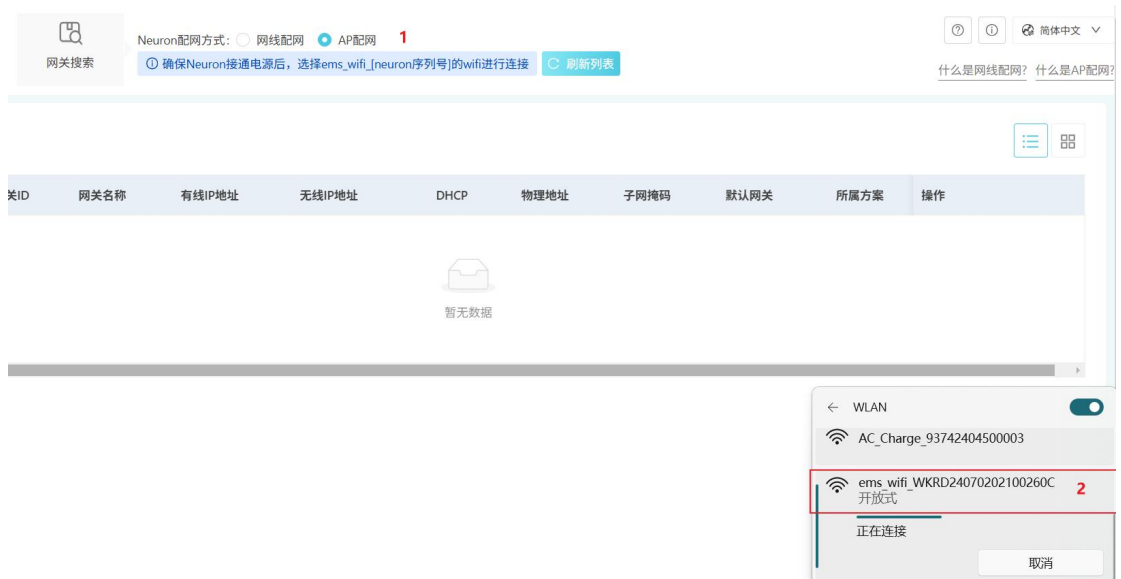 网关搜索
Neuron配网方式: 网线配网 AP配网 1
确保Neuron接通电源后，选择ems_wifi_[neuron序列号]的wifi进行连接 刷新列表
简体中文
什么是网线配网? 什么是AP配网?
关ID 网关名称 有线IP地址 无线IP地址 DHCP 物理地址 子网掩码 默认网关 所属方案 操作
暂无数据
WLAN
AC_Charge_93742404500003
ems_wifi_WKRD24070202100260C 2
开放式
正在连接
取消